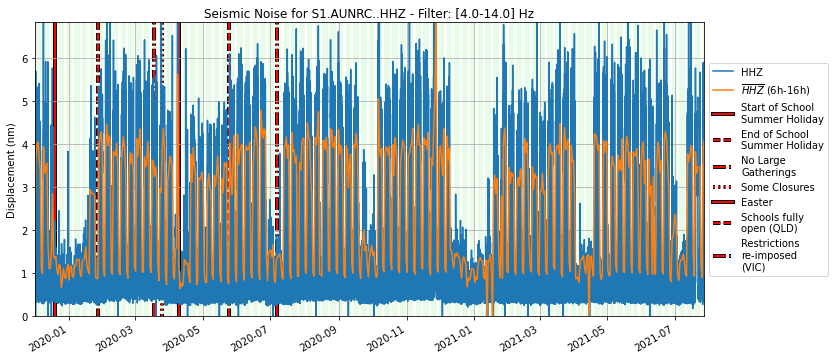 Seismic Noise for S1.AUNRC..HHZ - Filter: [4.0-14.0] Hz
Displacement (nm)
6
5
4
3
2
1
0
2020-01
2020-03
2020-05
2020-07
2020-09
2020-11
2021-01
2021-03
2021-05
2021-07
HHZ
HHZ (6h-16h)
Start of School
Summer Holiday
End of School
Summer Holiday
No Large
Gatherings
Some Closures
Easter
Schools fully
open (QLD)
Restrictions
re-imposed
(VIC)